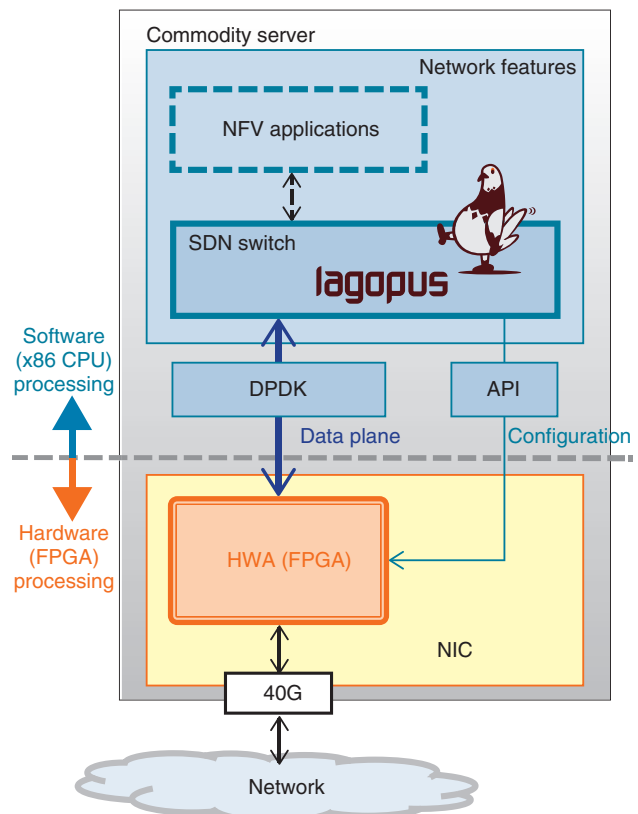 Commodity server
Network features
NFV applications
SDN switch
lagopus
Software
(x86 CPU)
processing
DPDK
API
Data plane
Configuration
Hardware
(FPGA)
processing
HWA (FPGA)
NIC
40G
Network